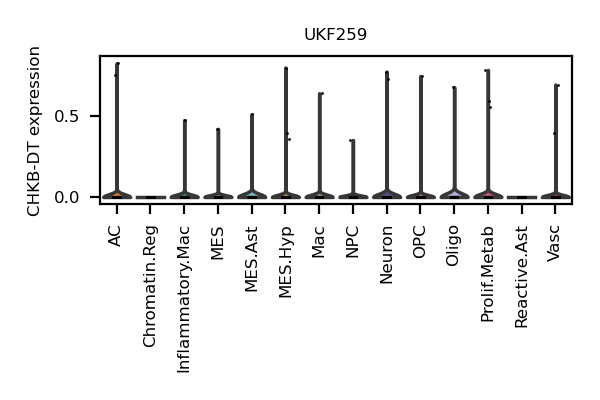 UKF259
CHKB-DT expression
0.5
0.0
AC
Chromatin.Reg
Inflammatory.Mac
MES
MES.Ast
MES.Hyp
Mac
NPC
Neuron
OPC
Oligo
Prolif.Metab
Reactive.Ast
Vasc